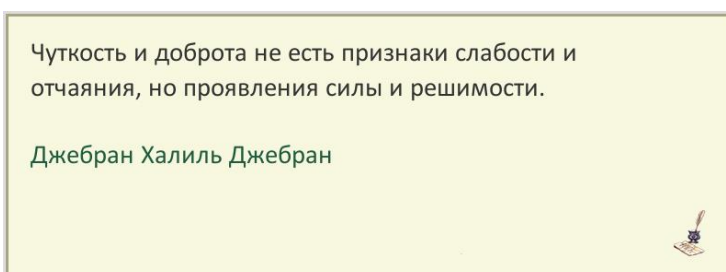 Чуткость и доброта не есть признаки слабости и
отчаяния, но проявления силы и решимости.
Джебран Халиль Джебран